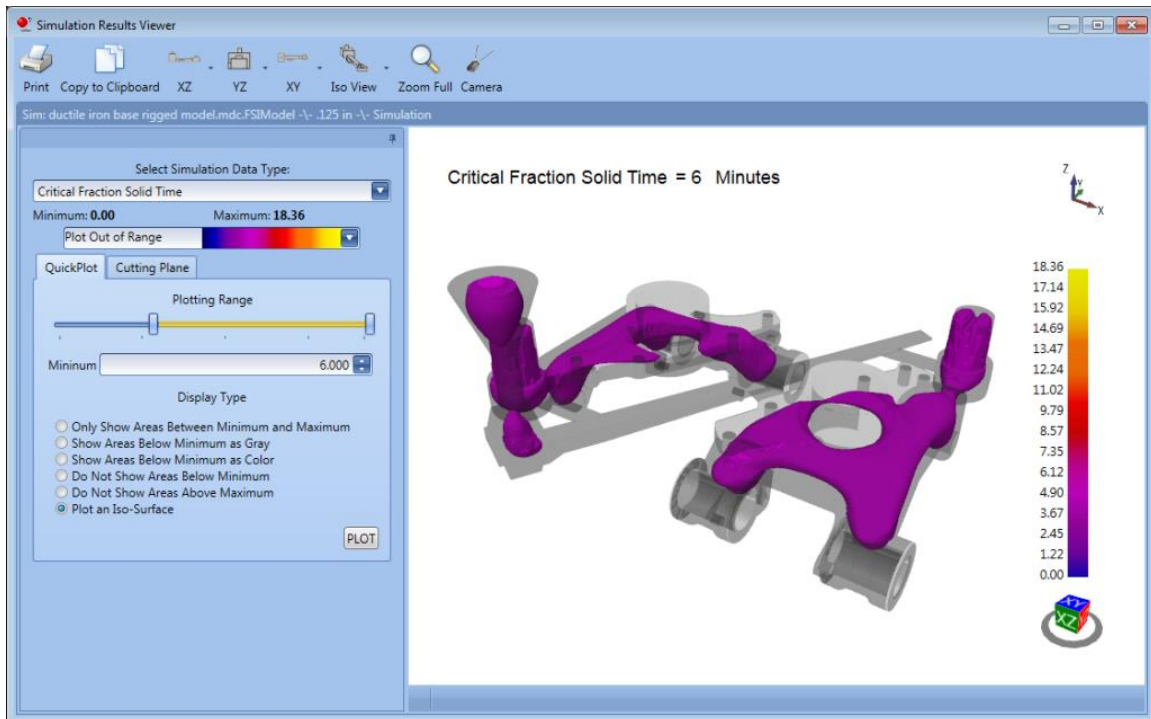 Simulation Results Viewer
Print Copy to Clipboard XZ YZ XY Iso View Zoom Full Camera
Sim: ductile iron base rigged model.mdc.FSIModel -\- .125 in -\- Simulation
Select Simulation Data Type:
Critical Fraction Solid Time
Minimum: 0.00 Maximum: 18.36
Plot Out of Range
QuickPlot Cutting Plane
Plotting Range
Mininum 6.000
Display Type
Only Show Areas Between Minimum and Maximum
Show Areas Below Minimum as Gray
Show Areas Below Minimum as Color
Do Not Show Areas Below Minimum
Do Not Show Areas Above Maximum
Plot an Iso-Surface
PLOT
Critical Fraction Solid Time = 6 Minutes
Z
Y
X
18.36
17.14
15.92
14.69
13.47
12.24
11.02
9.79
8.57
7.35
6.12
4.90
3.67
2.45
1.22
0.00
XY
XZ